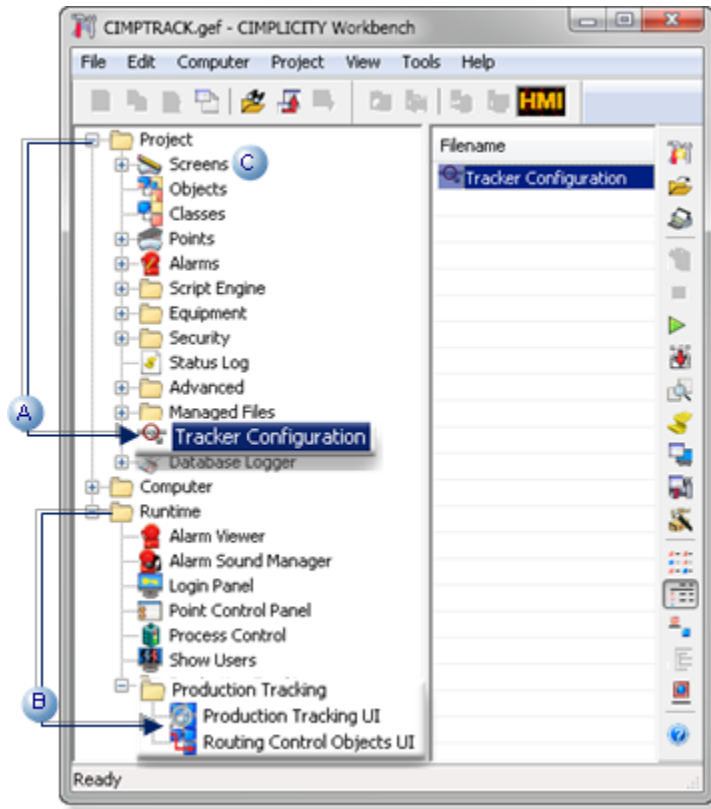 CIMPTRACK.gef - CIMPLICITY Workbench
File Edit Computer Project View Tools Help
HMI
Project
Screens C
Objects
Classes
Points
Alarms
Script Engine
Equipment
Security
Status Log
Advanced
Managed Files
A
Tracker Configuration
Database Logger
Computer
Runtime
Alarm Viewer
Alarm Sound Manager
Login Panel
Point Control Panel
Process Control
Show Users
Production Tracking
B
Production Tracking UI
Routing Control Objects UI
Filename
Tracker Configuration
Ready